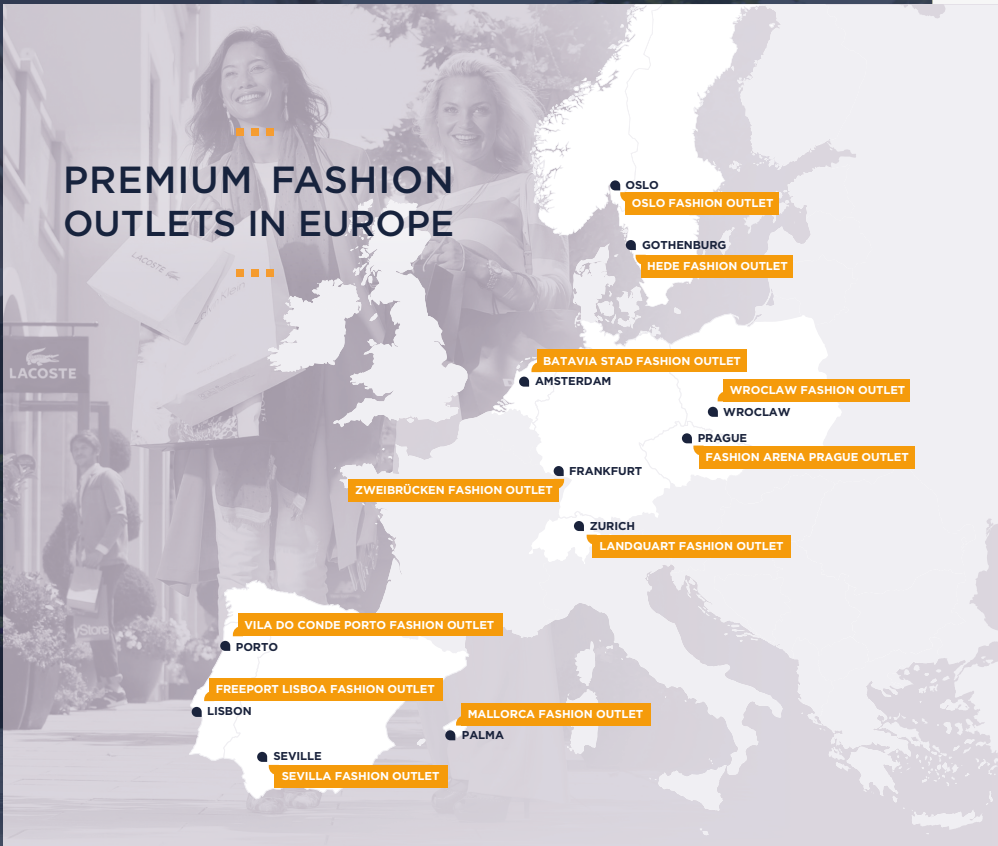 PREMIUM FASHION
OUTLETS IN EUROPE
LACOSTE
LACOSTE
yStore
OSLO
OSLO FASHION OUTLET
GOTHENBURG
HEDE FASHION OUTLET
BATAVIA STAD FASHION OUTLET
AMSTERDAM
WROCLAW FASHION OUTLET
WROCLAW
PRAGUE
FASHION ARENA PRAGUE OUTLET
FRANKFURT
ZWEIBRÜCKEN FASHION OUTLET
ZURICH
LANDQUART FASHION OUTLET
VILA DO CONDE PORTO FASHION OUTLET
PORTO
FREEPORT LISBOA FASHION OUTLET
LISBON
MALLORCA FASHION OUTLET
PALMA
SEVILLE
SEVILLA FASHION OUTLET